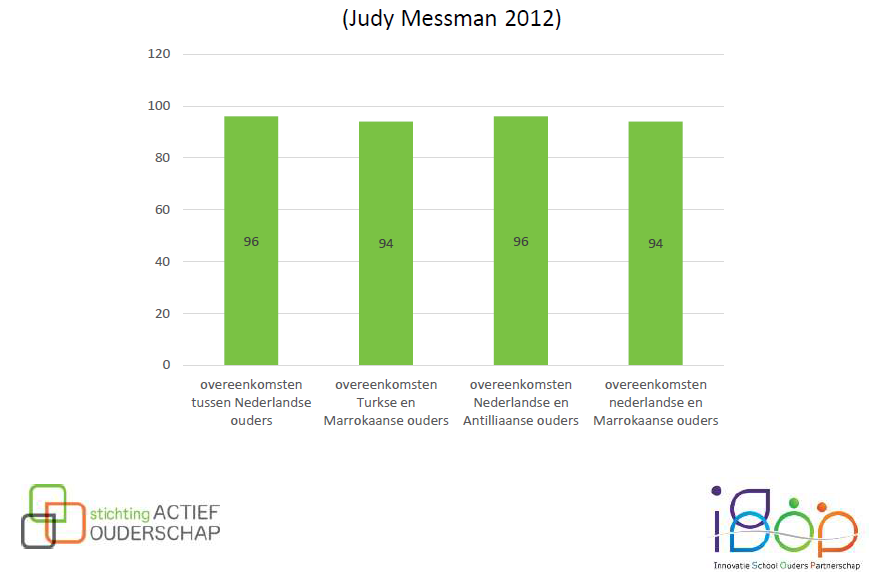 (Judy Messman 2012)
120
100
80
60
40
20
0
96
94
96
94
overeenkomsten
tussen Nederlandse
ouders
overeenkomsten
Turkse en
Marrokaanse ouders
overeenkomsten
Nederlandse en
Antilliaanse ouders
overeenkomsten
nederlandse en
Marrokaanse ouders
stichting ACTIEF
OUDERSCHAP
isoop
Innovatie School Ouders Partnerschap